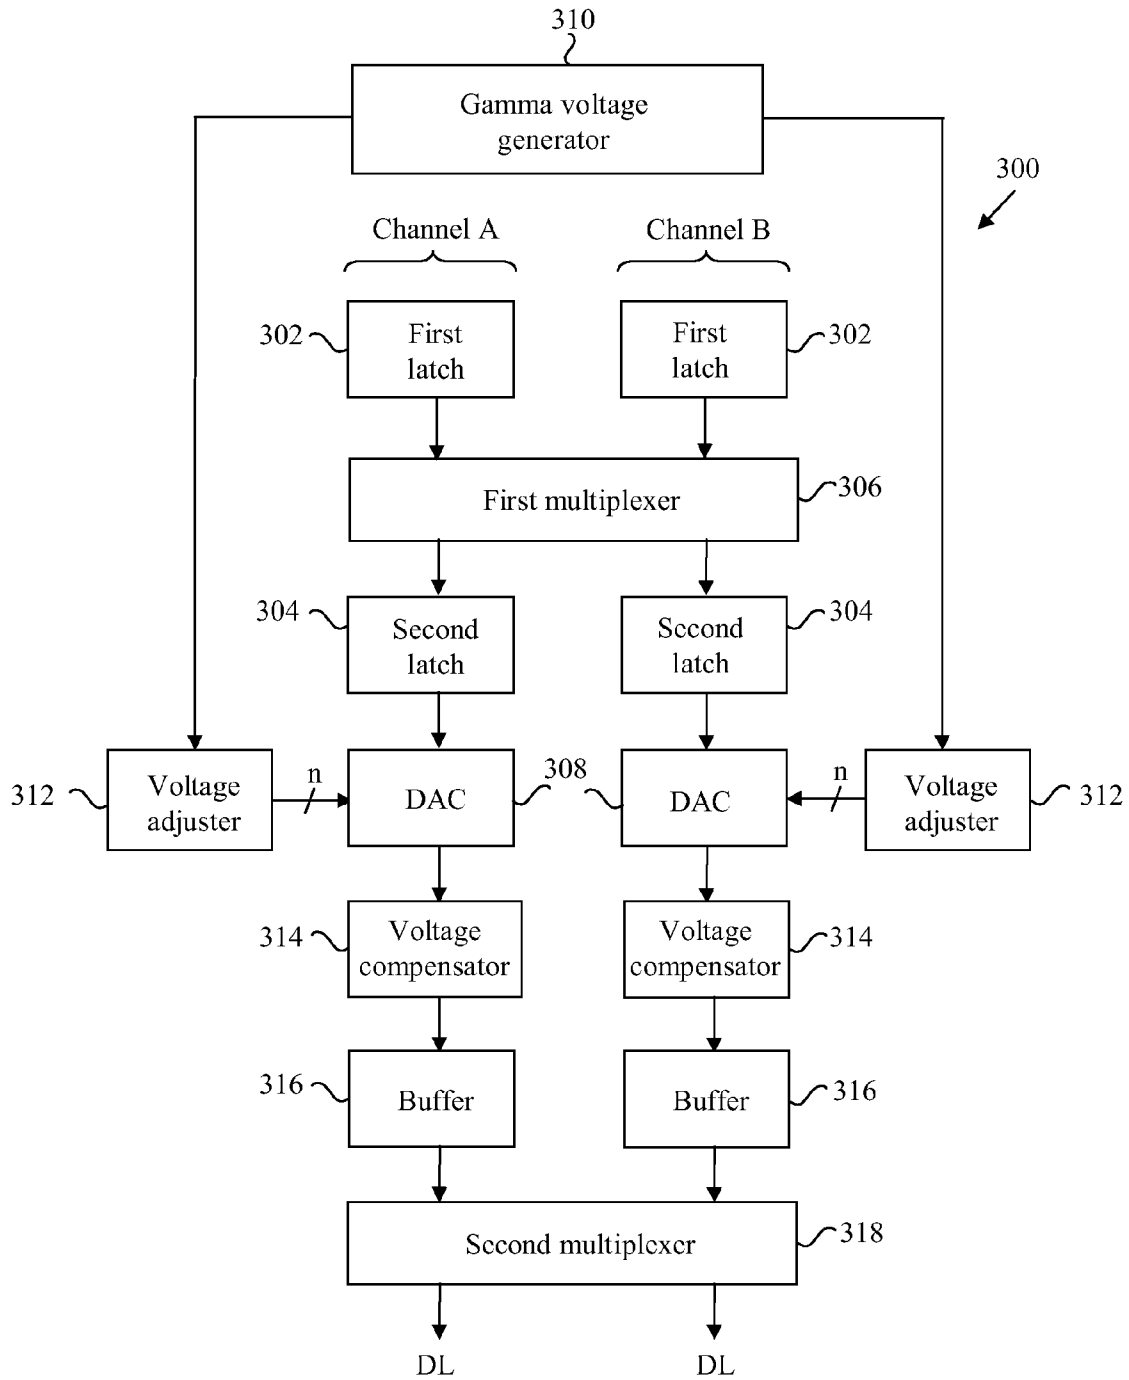 310
Gamma voltage
generator
300
Channel A
Channel B
302
First
latch
First
latch
302
First multiplexer
306
304
Second
latch
Second
latch
304
312
Voltage
adjuster
n
DAC
308
DAC
n
Voltage
adjuster
312
314
Voltage
compensator
Voltage
compensator
314
316
Buffer
Buffer
316
Second multiplexer
318
DL
DL